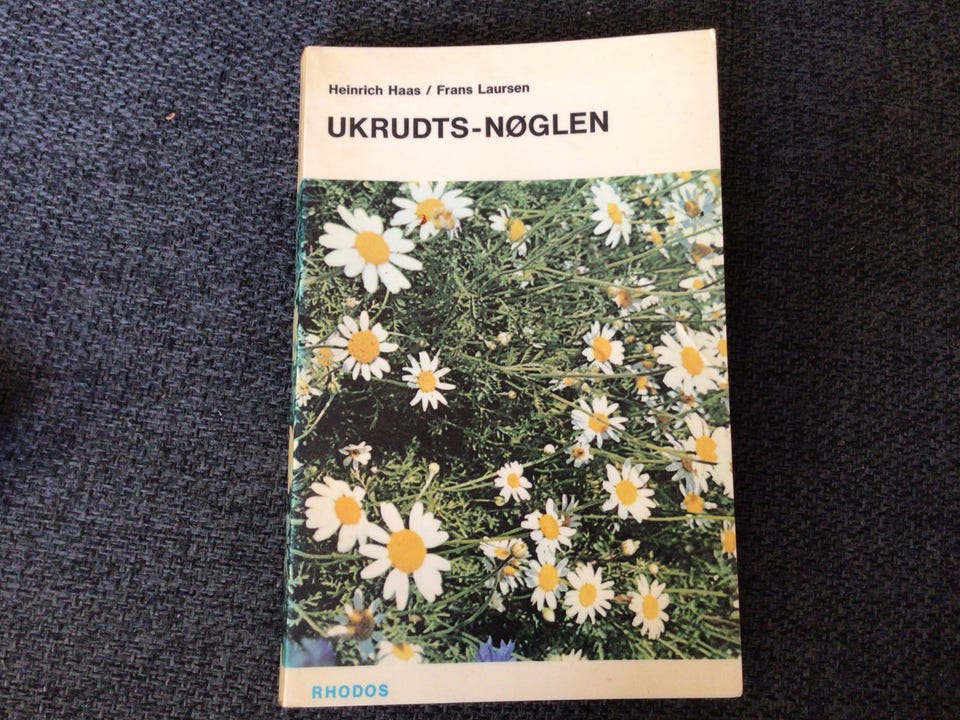 Heinrich Haas / Frans Laursen
UKRUDTS-NØGLEN
RHODOS